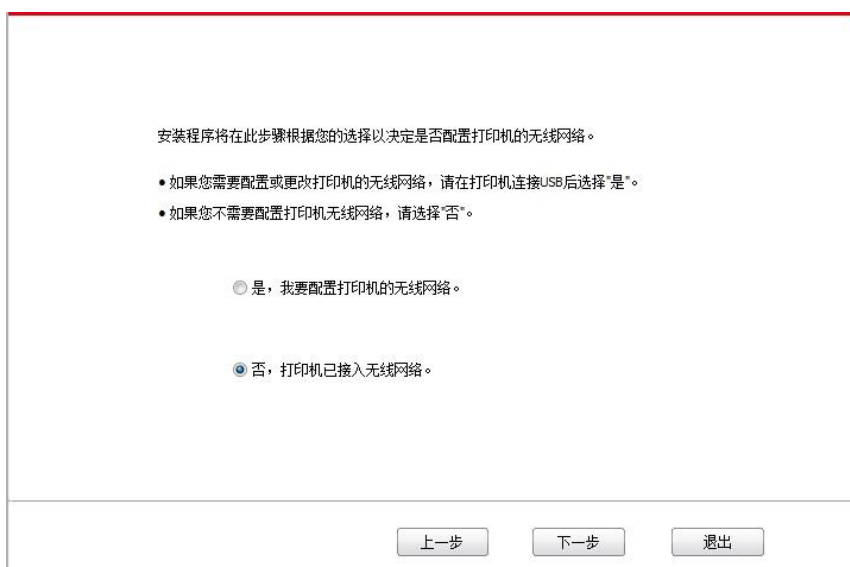 安装程序将在此步骤根据您的选择以决定是否配置打印机的无线网络。
• 如果您需要配置或更改打印机的无线网络，请在打印机连接USB后选择"是"。
• 如果您不需要配置打印机无线网络，请选择"否"。
是，我要配置打印机的无线网络。
否，打印机已接入无线网络。
上一步 下一步 退出